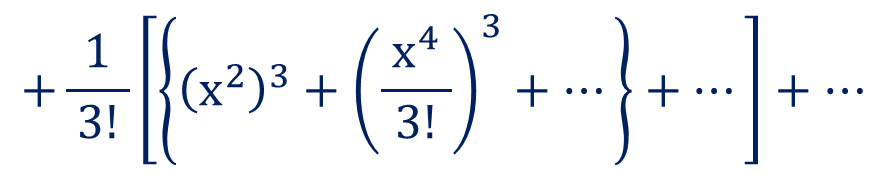 + 1/3! [ { (x²)³ + ( x⁴/3! )³ + ⋯ } + ⋯ ] + ⋯